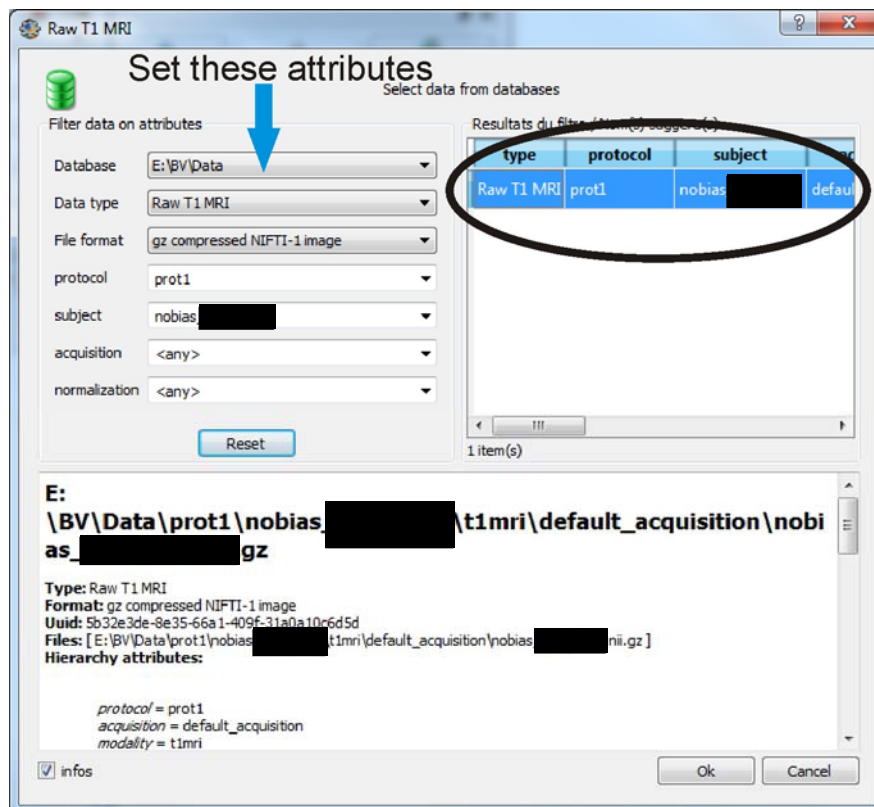 Raw T1 MRI
Set these attributes
Select data from databases
Filter data on attributes
Database E:\BV\Data
Data type Raw T1 MRI
File format gz compressed NIFTI-1 image
protocol prot1
subject nobias_
acquisition <any>
normalization <any>
Reset
Resultats du
type protocol subject
Raw T1 MRI prot1 nobias defaul
1 item(s)
E:
\BV\Data\prot1\nobias_ \t1mri\default_acquisition\nobi
as_ gz
Type: Raw T1 MRI
Format: gz compressed NIFTI-1 image
Uuid: 5b32e3de-8e35-66a1-409f-31a0a10c6d5d
Files: [ E:\BV\Data\prot1\nobias \t1mri\default_acquisition\nobias_ nii.gz ]
Hierarchy attributes:
protocol = prot1
acquisition = default_acquisition
modality = t1mri
infos
Ok Cancel